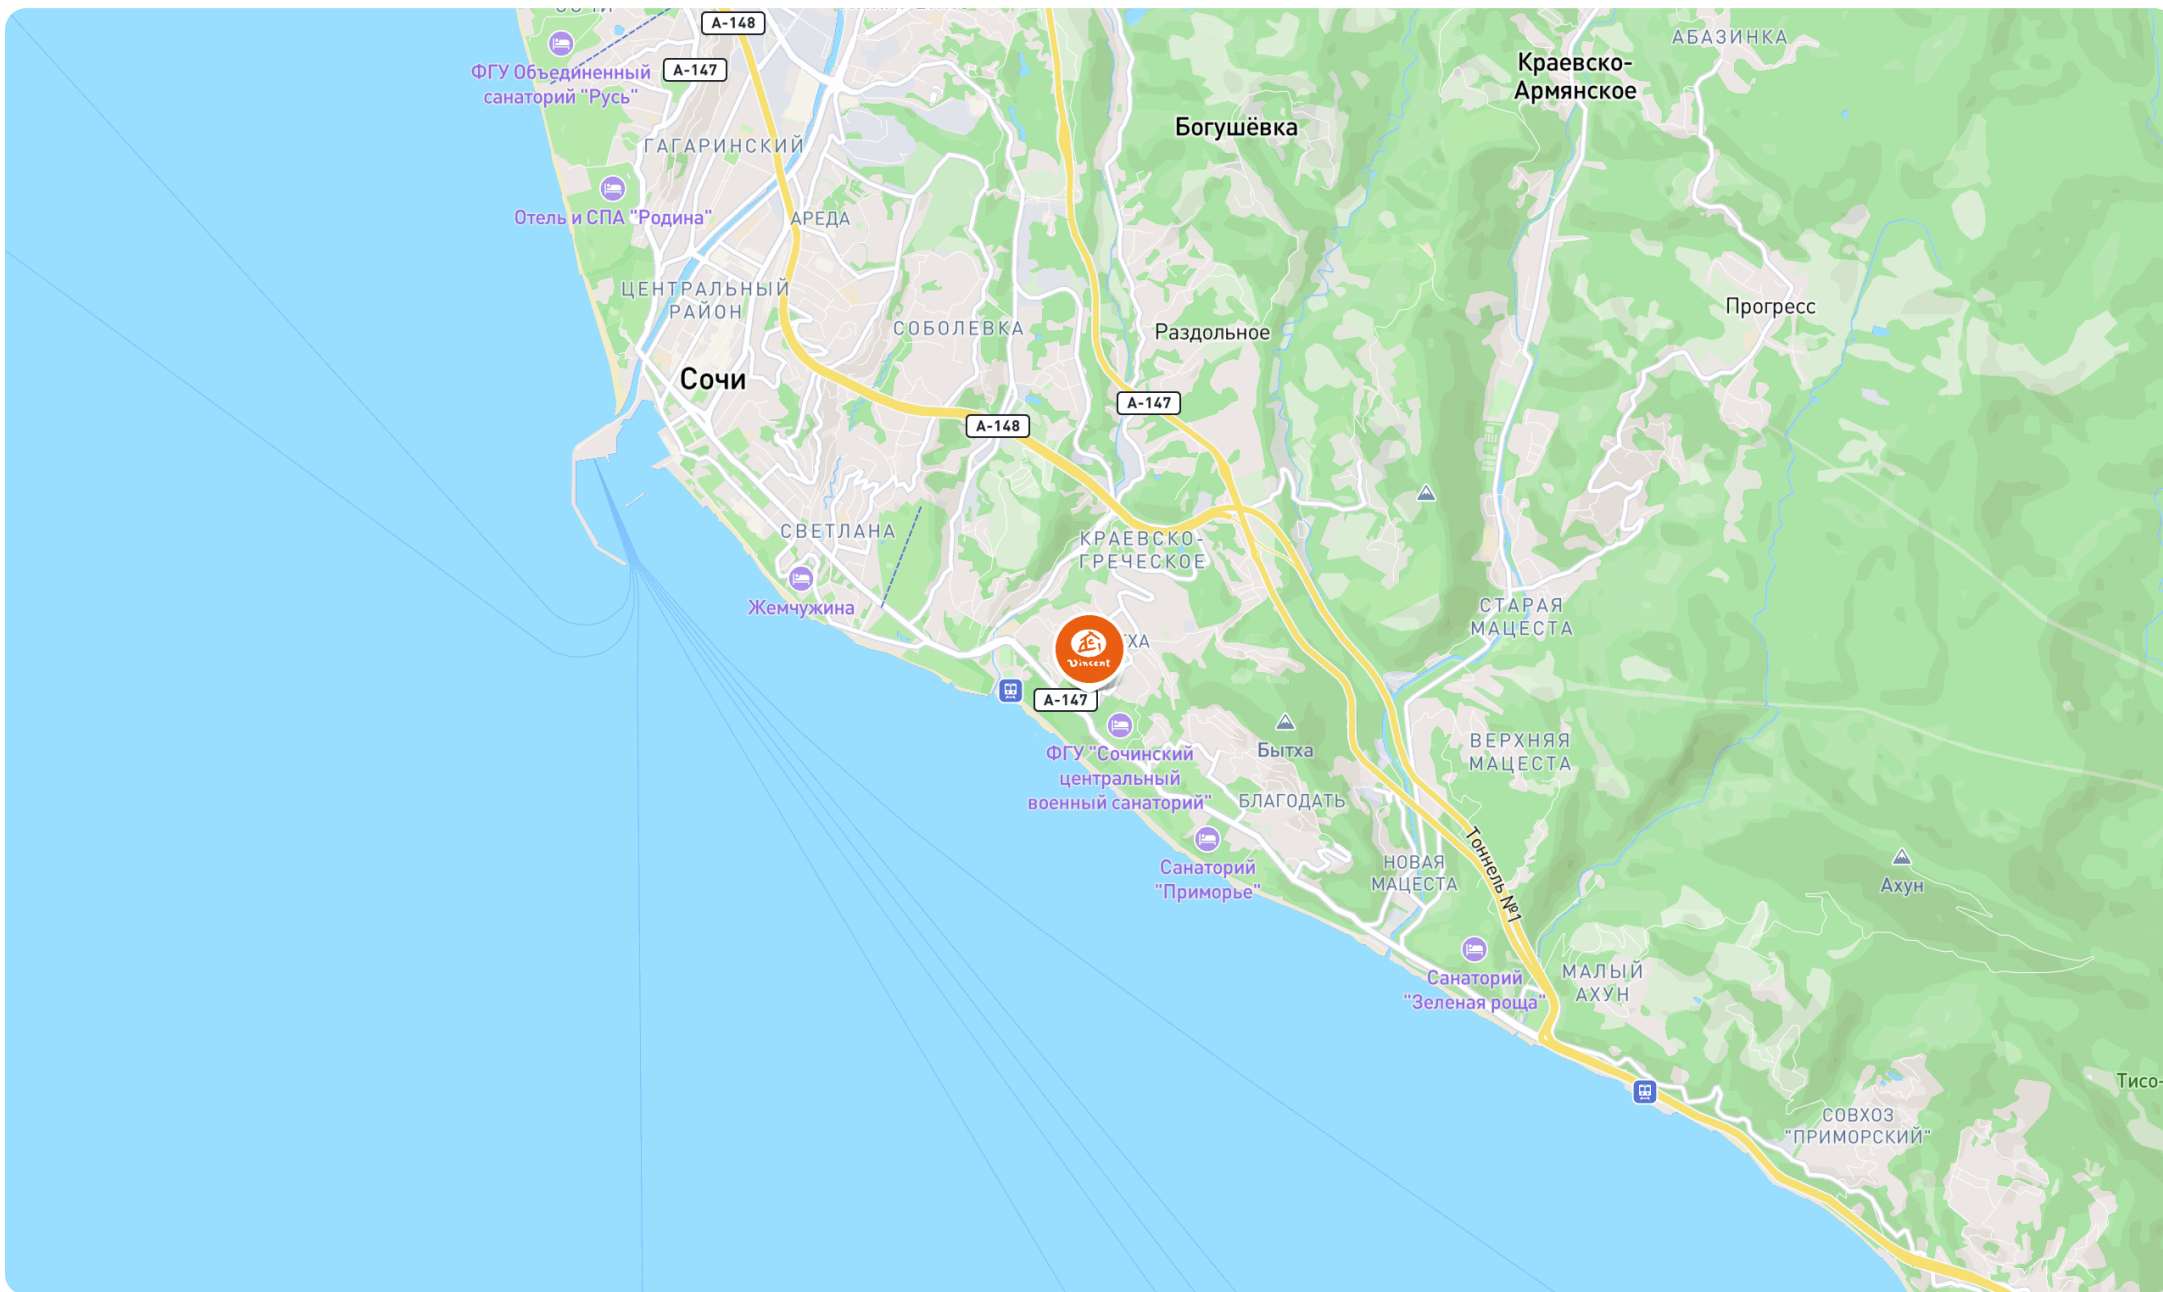 А-148
А-147
ФГУ Объединенный
санаторий "Русь"
ГАГАРИНСКИЙ
Отель и СПА "Родина"
АРЕДА
ЦЕНТРАЛЬНЫЙ
РАЙОН
СОБОЛЕВКА
Сочи
Богушёвка
Краевско-
Армянское
АБАЗИНКА
Раздольное
Прогресс
А-147
А-148
СВЕТЛАНА
КРАЕВСКО-
ГРЕЧЕСКОЕ
Жемчужина
СТАРАЯ
МАЦЕСТА
Vincent
ТХА
А-147
ФГУ "Сочинский
центральный
военный санаторий"
Бытха
ВЕРХНЯЯ
МАЦЕСТА
БЛАГОДАТЬ
Санаторий
"Приморье"
НОВАЯ
МАЦЕСТА
Тоннель №1
Ахун
Санаторий
"Зеленая роща"
МАЛЫЙ
АХУН
Тисо-
СОВХОЗ
"ПРИМОРСКИЙ"